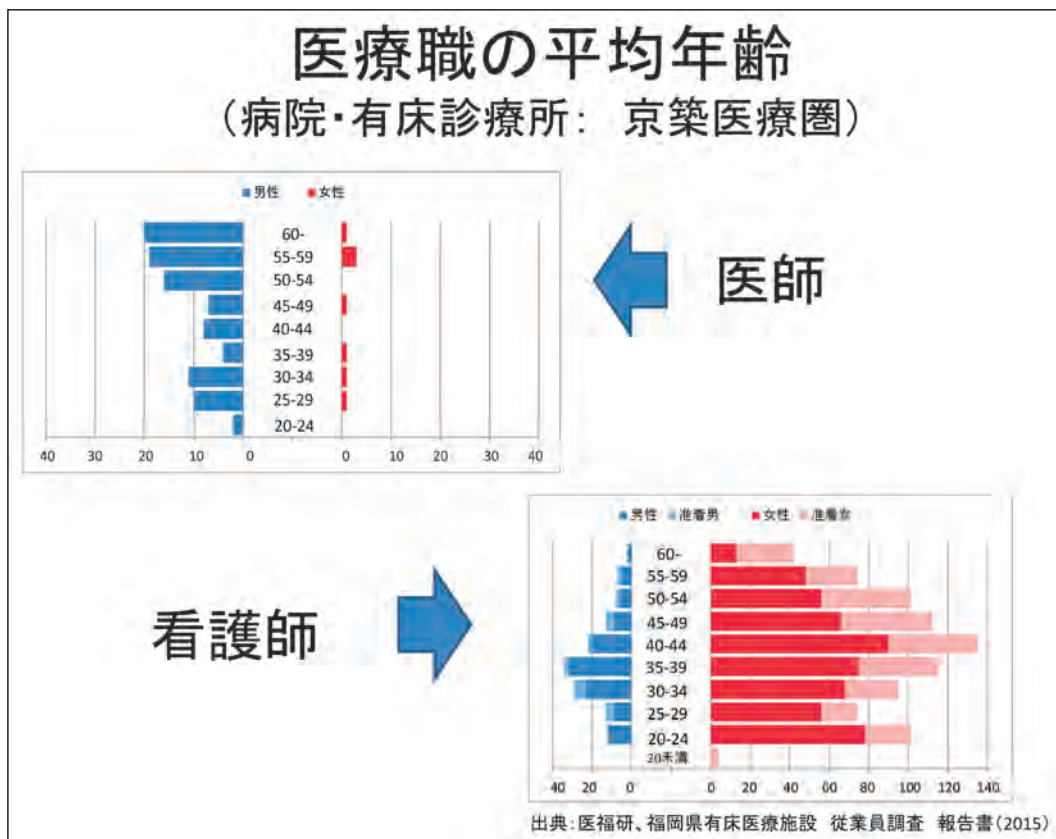 医療職の平均年齢
(病院・有床診療所: 京築医療圏)
■男性 ■女性
60-
55-59
50-54
45-49
40-44
35-39
30-34
25-29
20-24
40 30 20 10 0 0 10 20 30 40
医師
看護師
■男性 ■准看男 ■女性 ■准看女
60-
55-59
50-54
45-49
40-44
35-39
30-34
25-29
20-24
20未満
40 20 0 0 20 40 60 80 100 120 140
出典:医福研、福岡県有床医療施設 従業員調査 報告書(2015)